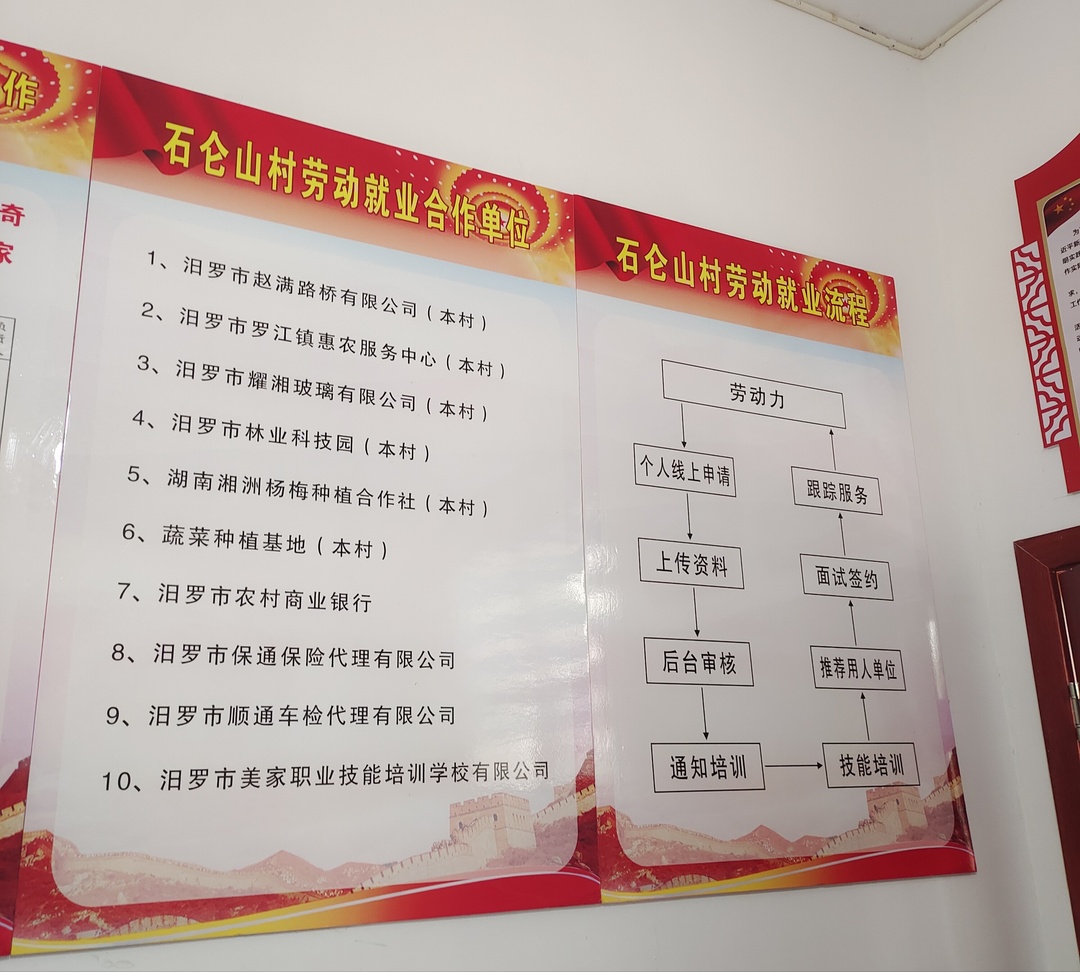 作
奇
家
石仑山村劳动就业合作单位
1、汨罗市赵满路桥有限公司（本村）
2、汨罗市罗江镇惠农服务中心（本村）
3、汨罗市耀湘玻璃有限公司（本村）
4、汨罗市林业科技园（本村）
5、湖南湘洲杨梅种植合作社（本村）
6、蔬菜种植基地（本村）
7、汨罗市农村商业银行
8、汨罗市保通保险代理有限公司
9、汨罗市顺通车检代理有限公司
10、汨罗市美家职业技能培训学校有限公司
石仑山村劳动就业流程
劳动力
个人线上申请
上传资料
后台审核
通知培训
技能培训
推荐用人单位
面试签约
跟踪服务
为
近平新
作实
求，
工作